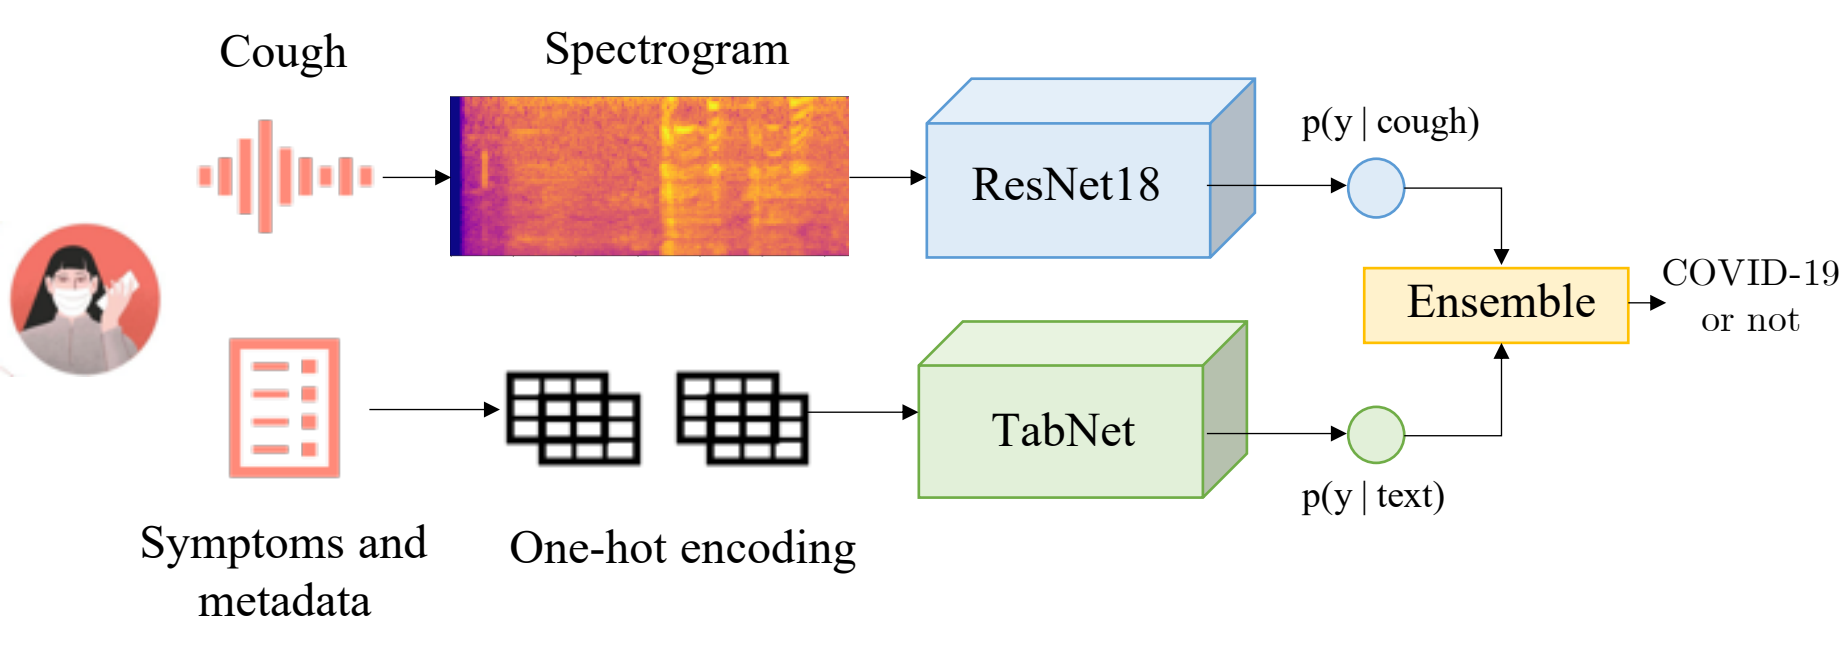 Cough
Spectrogram
p(y | cough)
ResNet18
COVID-19
or not
Ensemble
TabNet
p(y | text)
Symptoms and
metadata
One-hot encoding